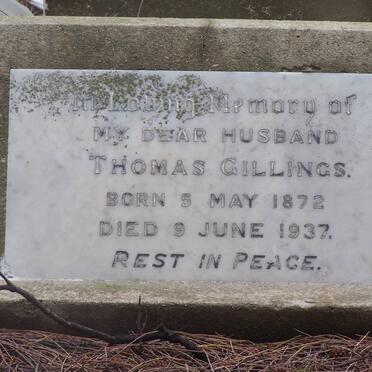 In Loving Memory of
MY DEAR HUSBAND
THOMAS GILLINGS.
BORN 5 MAY 1872
DIED 9 JUNE 1937.
REST IN PEACE.